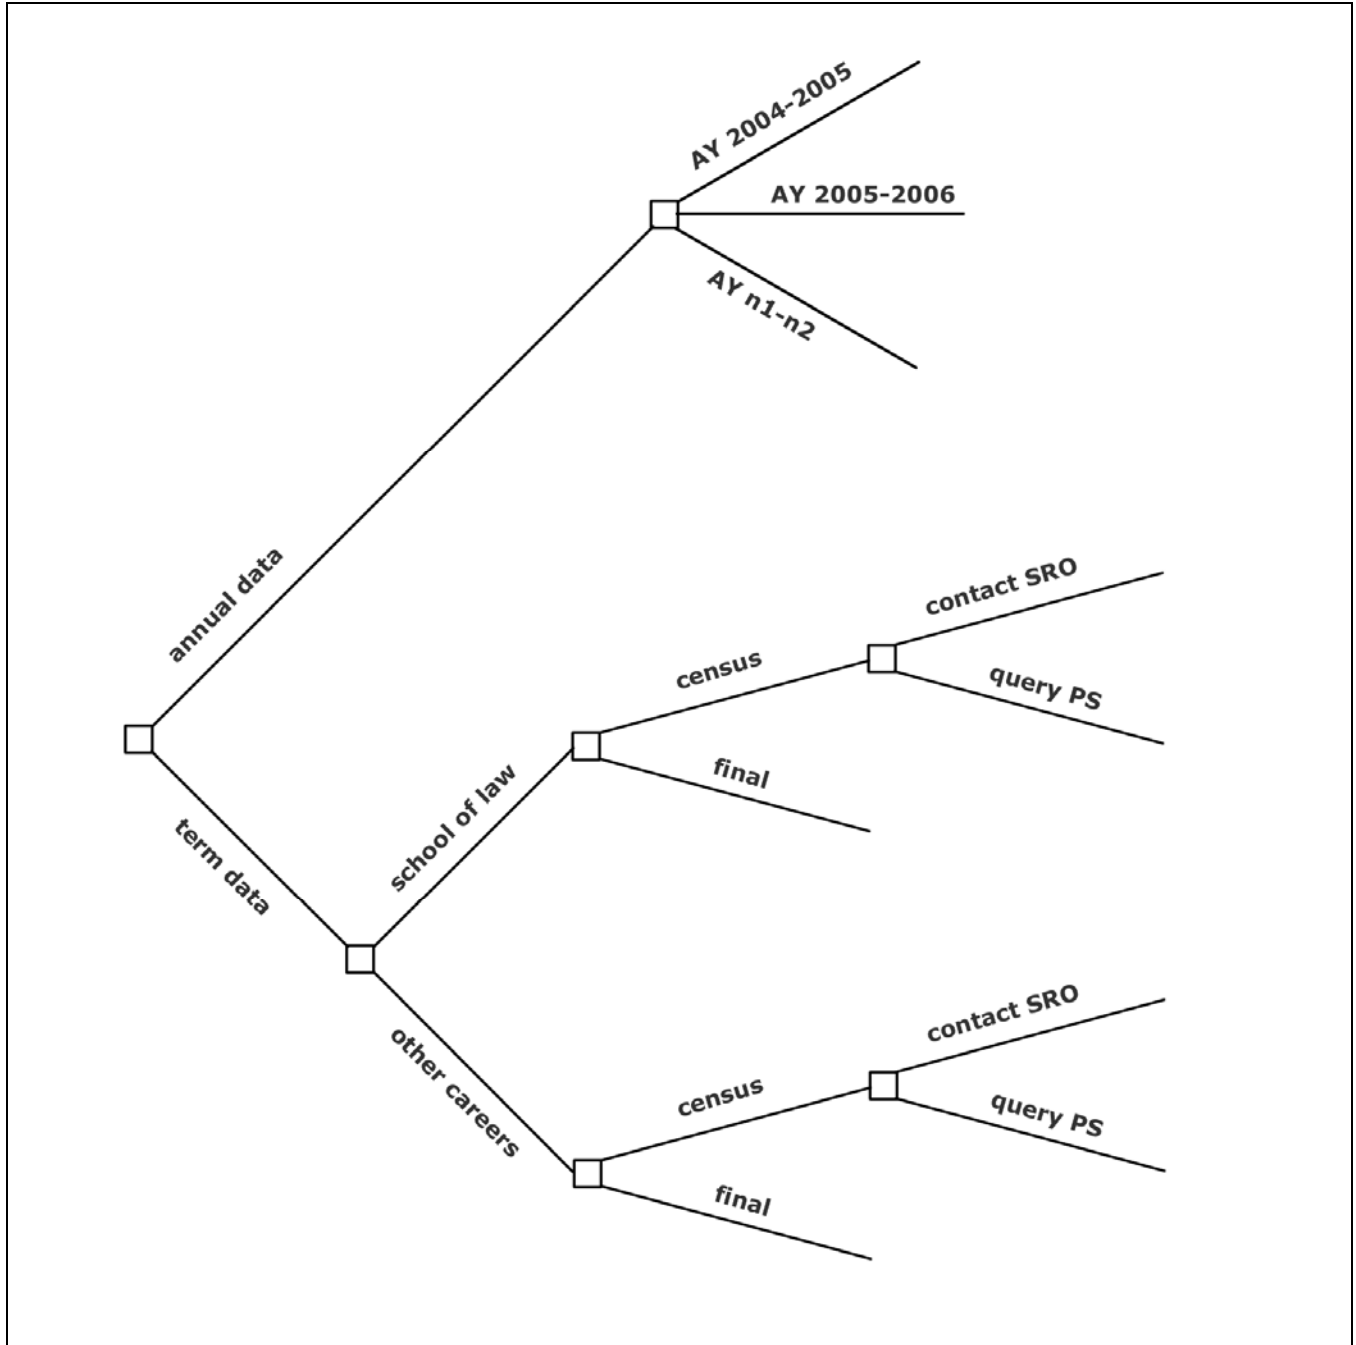 AY 2004-2005
AY 2005-2006
AY n1-n2
annual data
contact SRO
census
query PS
final
school of law
term data
contact SRO
other careers
census
query PS
final